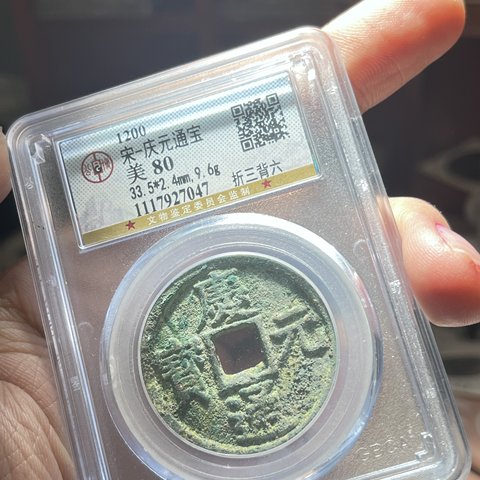 1200
宋-庆元通宝
美 80
33.5*2.4mm,9.6g
折三背六
1117927047
★ 文物鉴定委员会监制 ★
慶
元
通
寶
GBCA